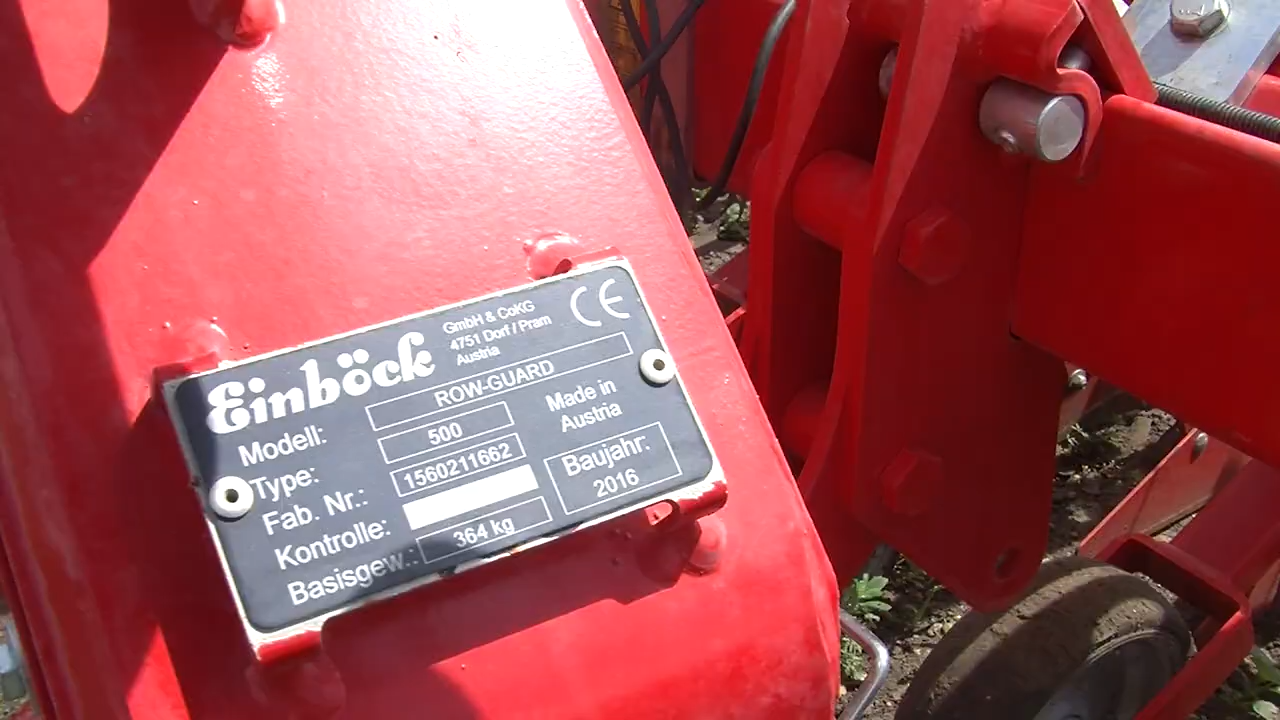 Einböck
GmbH & CoKG
4751 Dorf / Pram
Austria
CE
Modell: ROW-GUARD
Type: 500
Fab. Nr.: 1560211662
Kontrolle:
Basisgew.: 364 kg
Made in
Austria
Baujahr:
2016